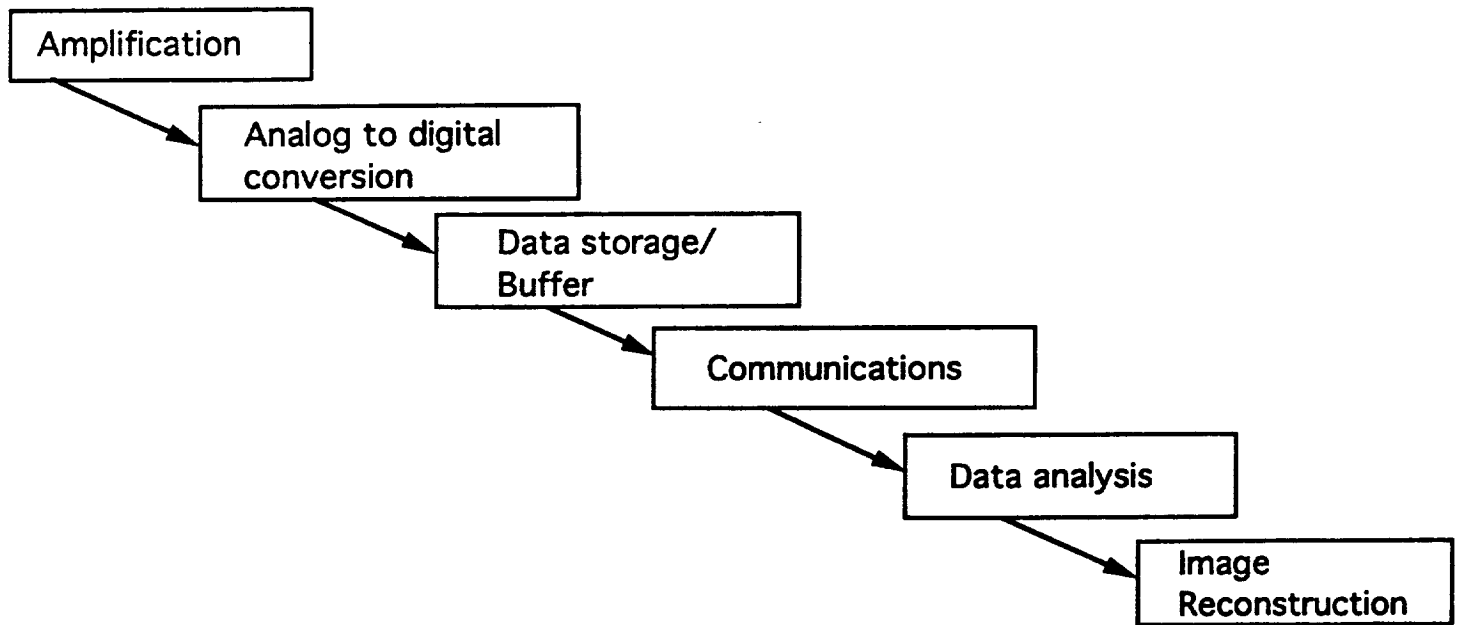 Amplification
Analog to digital
conversion
Data storage/
Buffer
Communications
Data analysis
Image
Reconstruction